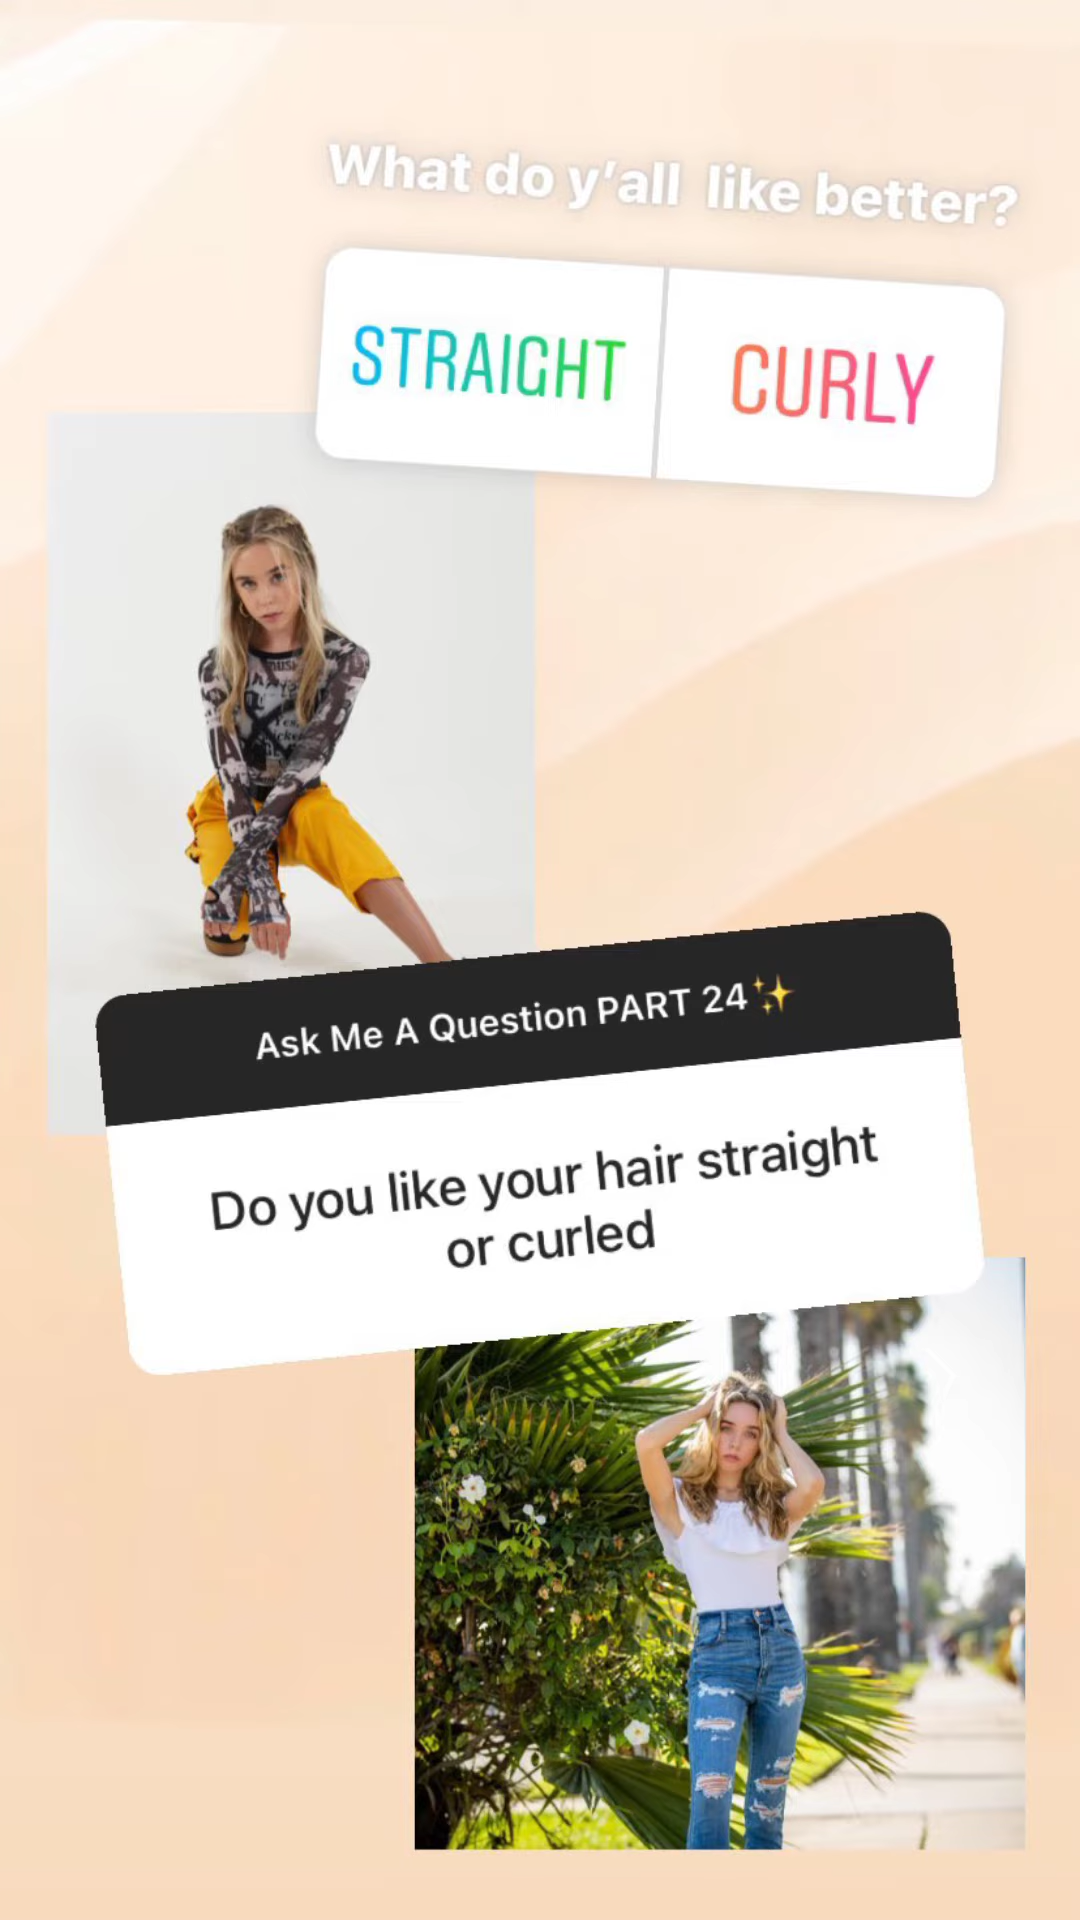 What do y’all like better?
STRAIGHT
CURLY
Ask Me A Question PART 24✨
Do you like your hair straight
or curled